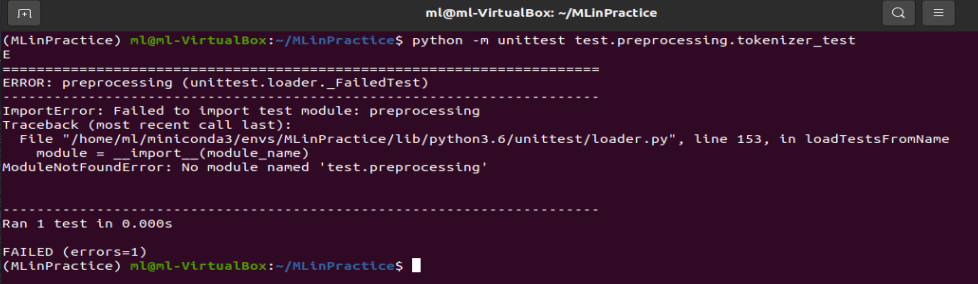 ml@ml-VirtualBox: ~/MLinPractice
(MLinPractice) ml@ml-VirtualBox:~/MLinPractice$ python -m unittest test.preprocessing.tokenizer_test
E
======================================================================
ERROR: preprocessing (unittest.loader._FailedTest)
----------------------------------------------------------------------
ImportError: Failed to import test module: preprocessing
Traceback (most recent call last):
  File "/home/ml/miniconda3/envs/MLinPractice/lib/python3.6/unittest/loader.py", line 153, in loadTestsFromName
    module = __import__(module_name)
ModuleNotFoundError: No module named 'test.preprocessing'
----------------------------------------------------------------------
Ran 1 test in 0.000s
FAILED (errors=1)
(MLinPractice) ml@ml-VirtualBox:~/MLinPractice$